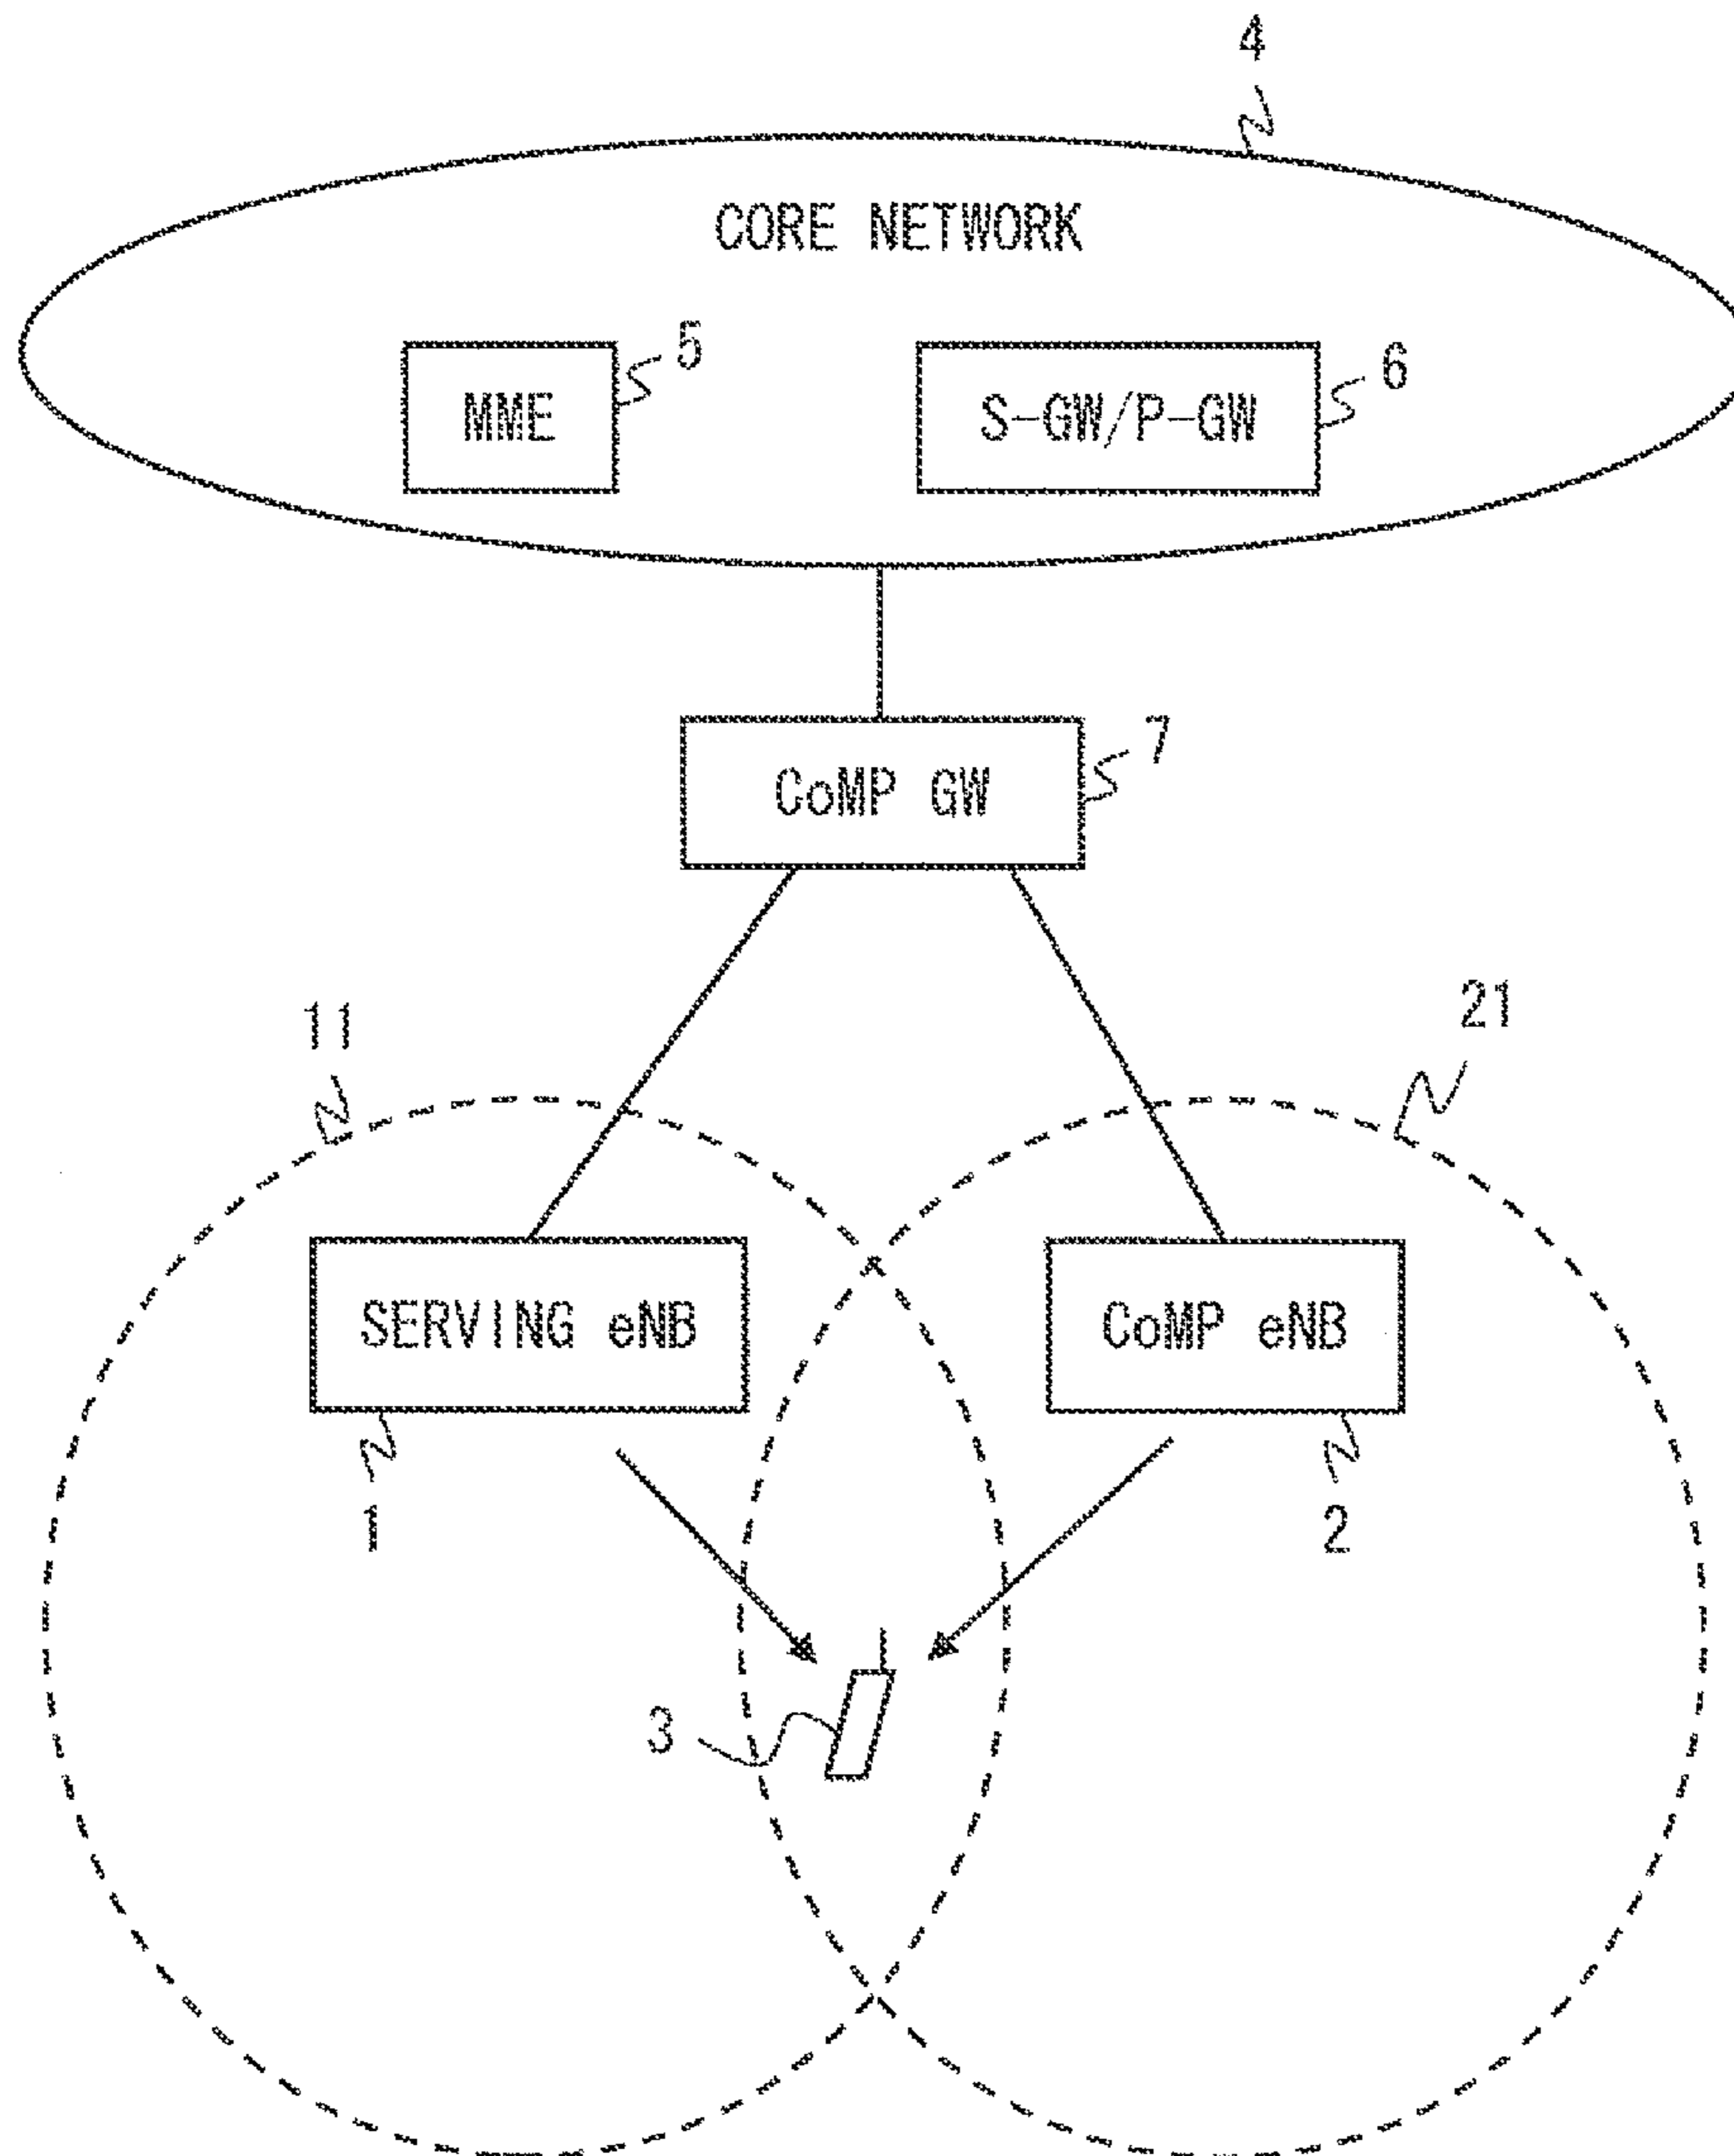 4
CORE NETWORK
MME
5
S-GW/P-GW
6
CoMP GW
7
11
21
SERVING eNB
CoMP eNB
1
2
3